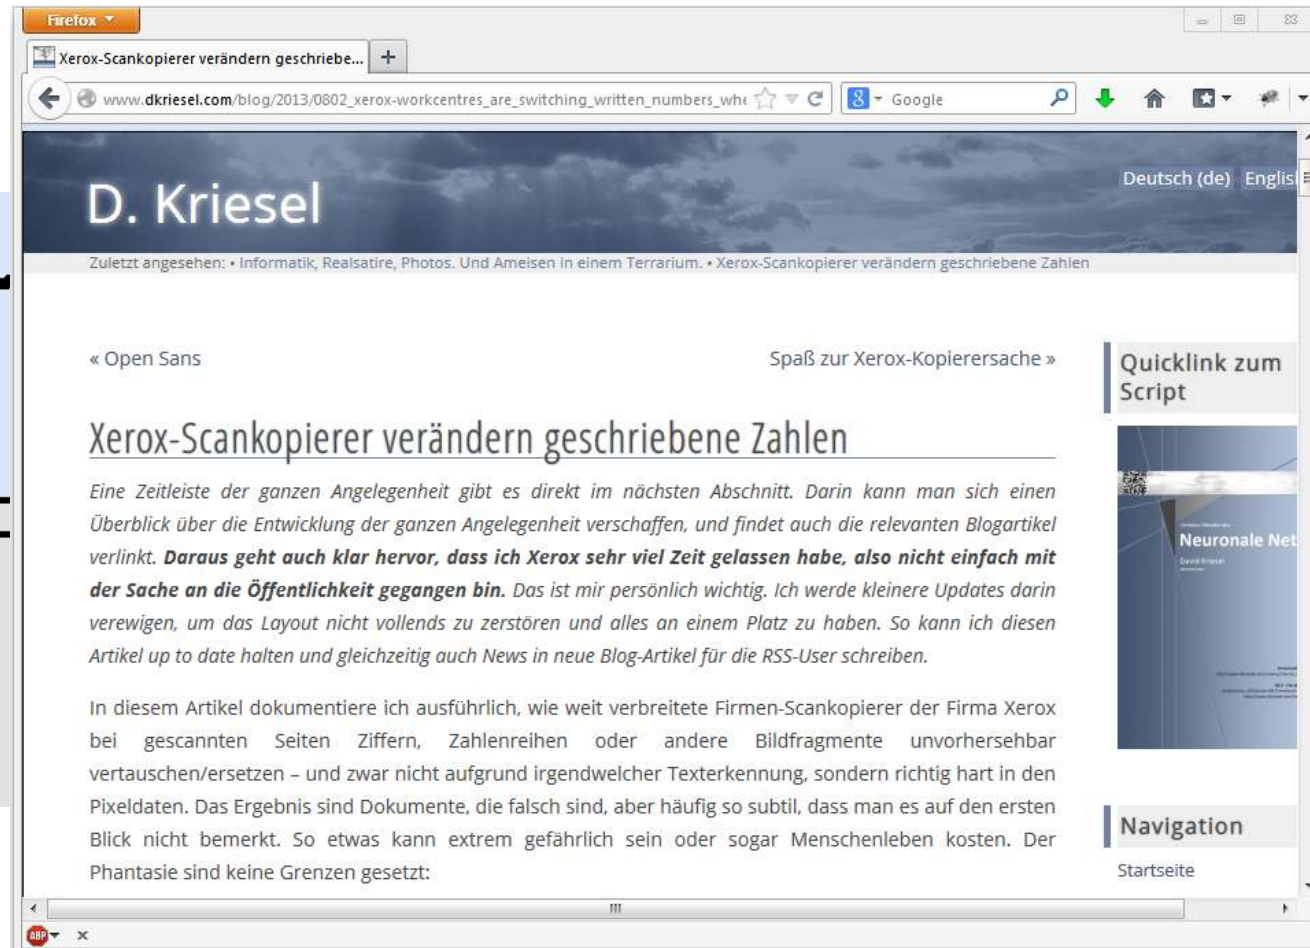 Firefox
Xerox-Scankopierer verändern geschriebe...
www.dkriesel.com/blog/2013/0802_xerox-workcentres_are_switching_written_numbers_whe
Google
D. Kriesel
Deutsch (de) Englis
Zuletzt angesehen: • Informatik, Realsatire, Photos. Und Ameisen in einem Terrarium. • Xerox-Scankopierer verändern geschriebene Zahlen
« Open Sans
Spaß zur Xerox-Kopierersache »
Xerox-Scankopierer verändern geschriebene Zahlen
Eine Zeitleiste der ganzen Angelegenheit gibt es direkt im nächsten Abschnitt. Darin kann man sich einen
Überblick über die Entwicklung der ganzen Angelegenheit verschaffen, und findet auch die relevanten Blogartikel
verlinkt. Daraus geht auch klar hervor, dass ich Xerox sehr viel Zeit gelassen habe, also nicht einfach mit
der Sache an die Öffentlichkeit gegangen bin. Das ist mir persönlich wichtig. Ich werde kleinere Updates darin
verewigen, um das Layout nicht vollends zu zerstören und alles an einem Platz zu haben. So kann ich diesen
Artikel up to date halten und gleichzeitig auch News in neue Blog-Artikel für die RSS-User schreiben.
In diesem Artikel dokumentiere ich ausführlich, wie weit verbreitete Firmen-Scankopierer der Firma Xerox
bei gescannten Seiten Ziffern, Zahlenreihen oder andere Bildfragmente unvorhersehbar
vertauschen/ersetzen – und zwar nicht aufgrund irgendwelcher Texterkennung, sondern richtig hart in den
Pixeldaten. Das Ergebnis sind Dokumente, die falsch sind, aber häufig so subtil, dass man es auf den ersten
Blick nicht bemerkt. So etwas kann extrem gefährlich sein oder sogar Menschenleben kosten. Der
Phantasie sind keine Grenzen gesetzt:
Quicklink zum
Script
Neuronale Net
David Kriesel
Navigation
Startseite
ABP